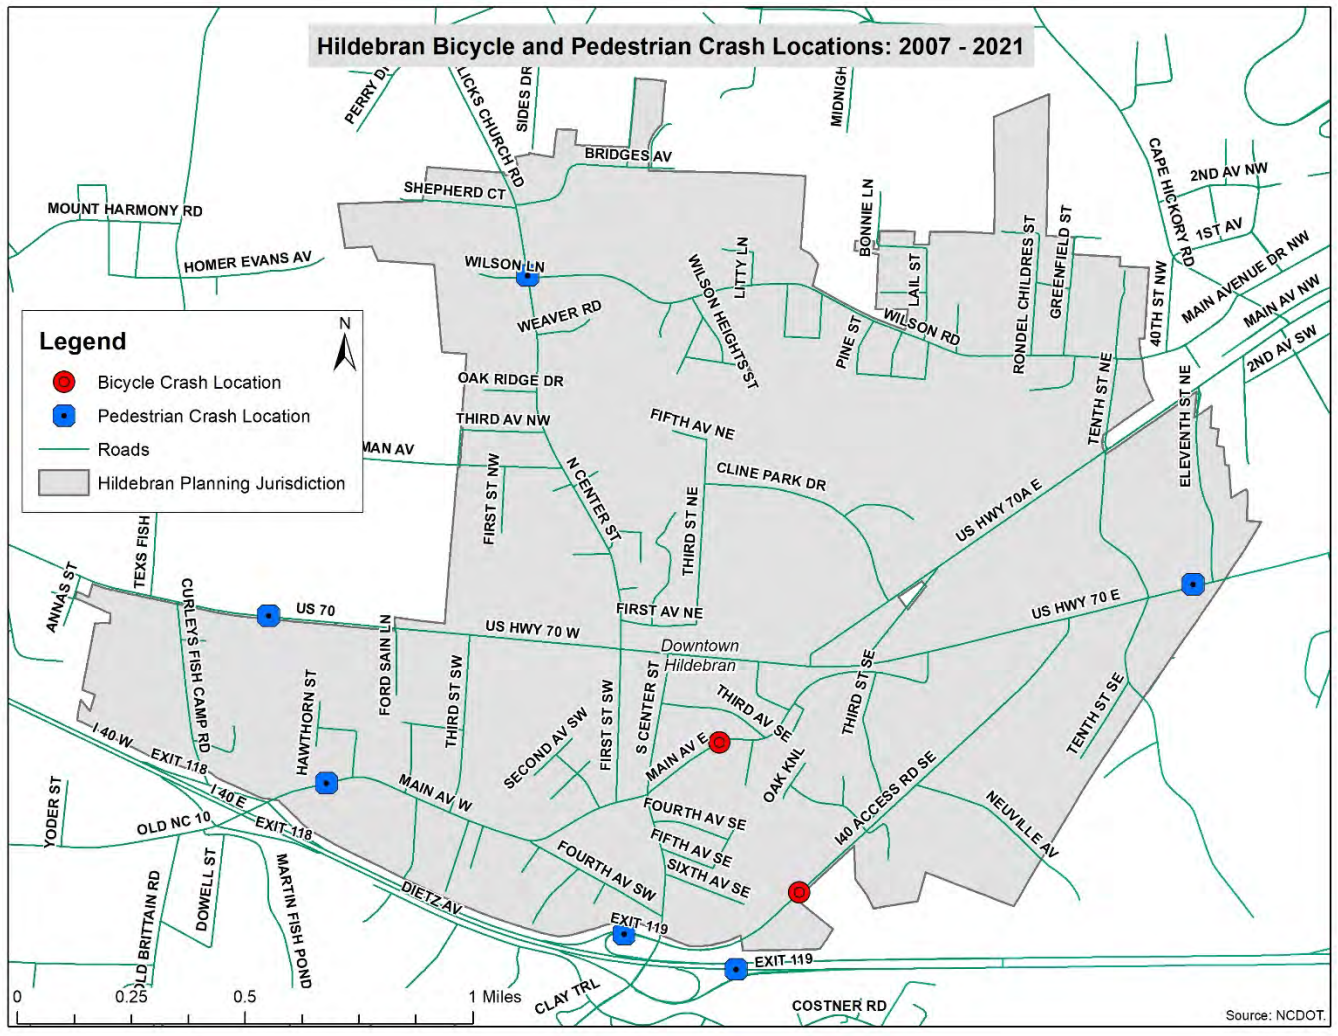 Hildebran Bicycle and Pedestrian Crash Locations: 2007 - 2021
PERRY
LICKS CHURCH RD
SIDES DR
MIDNIGH
BRIDGES AV
SHEPHERD CT
MOUNT HARMONY RD
HOMER EVANS AV
WILSON LN
WEAVER RD
WILSON HEIGHTS ST
LITTY LN
BONNIE LN
LAIL ST
PINE ST
WILSON RD
RONDEL CHILDRES ST
GREENFIELD ST
CAPE HICKORY RD
2ND AV NW
1ST AV
MAIN AVENUE DR NW
MAIN AV NW
2ND AV SW
40TH ST NW
TENTH ST NE
ELEVENTH ST NE
Legend
N
Bicycle Crash Location
Pedestrian Crash Location
Roads
Hildebran Planning Jurisdiction
OAK RIDGE DR
THIRD AV NW
MAN AV
FIRST ST NW
N CENTER ST
FIFTH AV NE
CLINE PARK DR
THIRD ST NE
US HWY 70A E
US HWY 70 E
FIRST AV NE
TEXS FISH
ANNAS ST
CURLEYS FISH CAMP RD
US 70
FORD SAIN LN
US HWY 70 W
Downtown
Hildebran
HAWTHORN ST
THIRD ST SW
SECOND AV SW
FIRST ST SW
S CENTER ST
THIRD AV SE
MAIN AV E
OAK KNL
THIRD ST SE
TENTH ST SE
I40 ACCESS RD SE
NEUVILLE AV
I 40 W
EXIT 118
I 40 E
EXIT 118
OLD NC 10
YODER ST
MAIN AV W
FOURTH AV SE
FIFTH AV SE
SIXTH AV SE
FOURTH AV SW
DIETZ AV
DOWELL ST
MARTIN FISH POND
OLD BRITTAIN RD
EXIT 119
EXIT 119
CLAY TRL
COSTNER RD
0 0.25 0.5 1 Miles
Source: NCDOT.